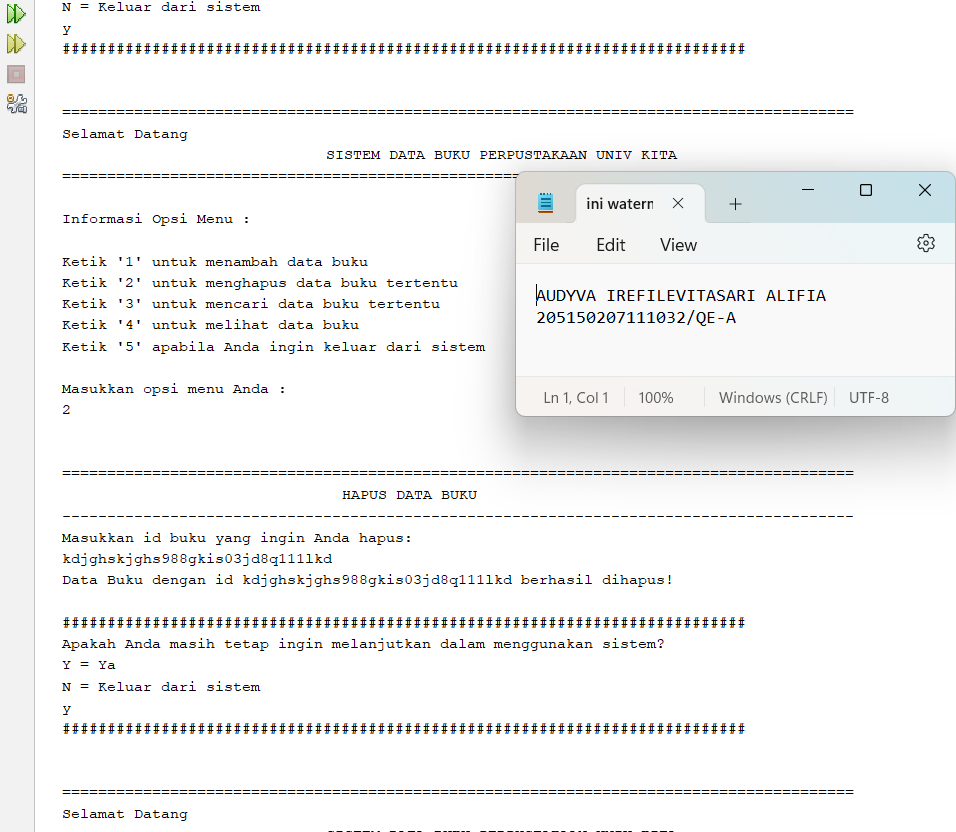 N = Keluar dari sistem
y
############################################################################
========================================================================================
Selamat Datang
SISTEM DATA BUKU PERPUSTAKAAN UNIV KITA
===================================================
Informasi Opsi Menu :
Ketik '1' untuk menambah data buku
Ketik '2' untuk menghapus data buku tertentu
Ketik '3' untuk mencari data buku tertentu
Ketik '4' untuk melihat data buku
Ketik '5' apabila Anda ingin keluar dari sistem
Masukkan opsi menu Anda :
2
ini watern
File Edit View
AUDYVA IREFILEVITASARI ALIFIA
205150207111032/QE-A
Ln 1, Col 1 100% Windows (CRLF) UTF-8
========================================================================================
HAPUS DATA BUKU
----------------------------------------------------------------------------------------
Masukkan id buku yang ingin Anda hapus:
kdjghskjghs988gkis03jd8q111lkd
Data Buku dengan id kdjghskjghs988gkis03jd8q111lkd berhasil dihapus!
############################################################################
Apakah Anda masih tetap ingin melanjutkan dalam menggunakan sistem?
Y = Ya
N = Keluar dari sistem
y
############################################################################
========================================================================================
Selamat Datang